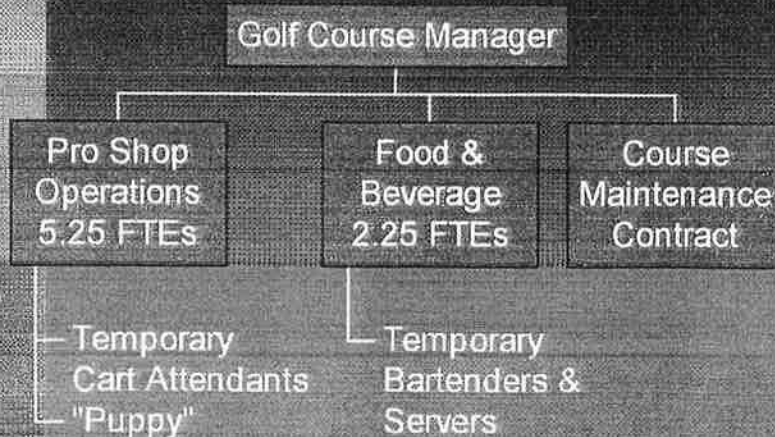 Golf Course Manager
Pro Shop
Operations
5.25 FTEs
Food &
Beverage
2.25 FTEs
Course
Maintenance
Contract
Temporary
Cart Attendants
"Puppy"
Temporary
Bartenders &
Servers